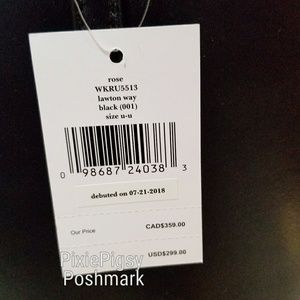 rose
WKRU5513
lawton way
black (001)
size u-u
0 98687 24038 3
debuted on 07-21-2018
Our Price CAD$359.00
USD$299.00
PixiePigsy
Poshmark